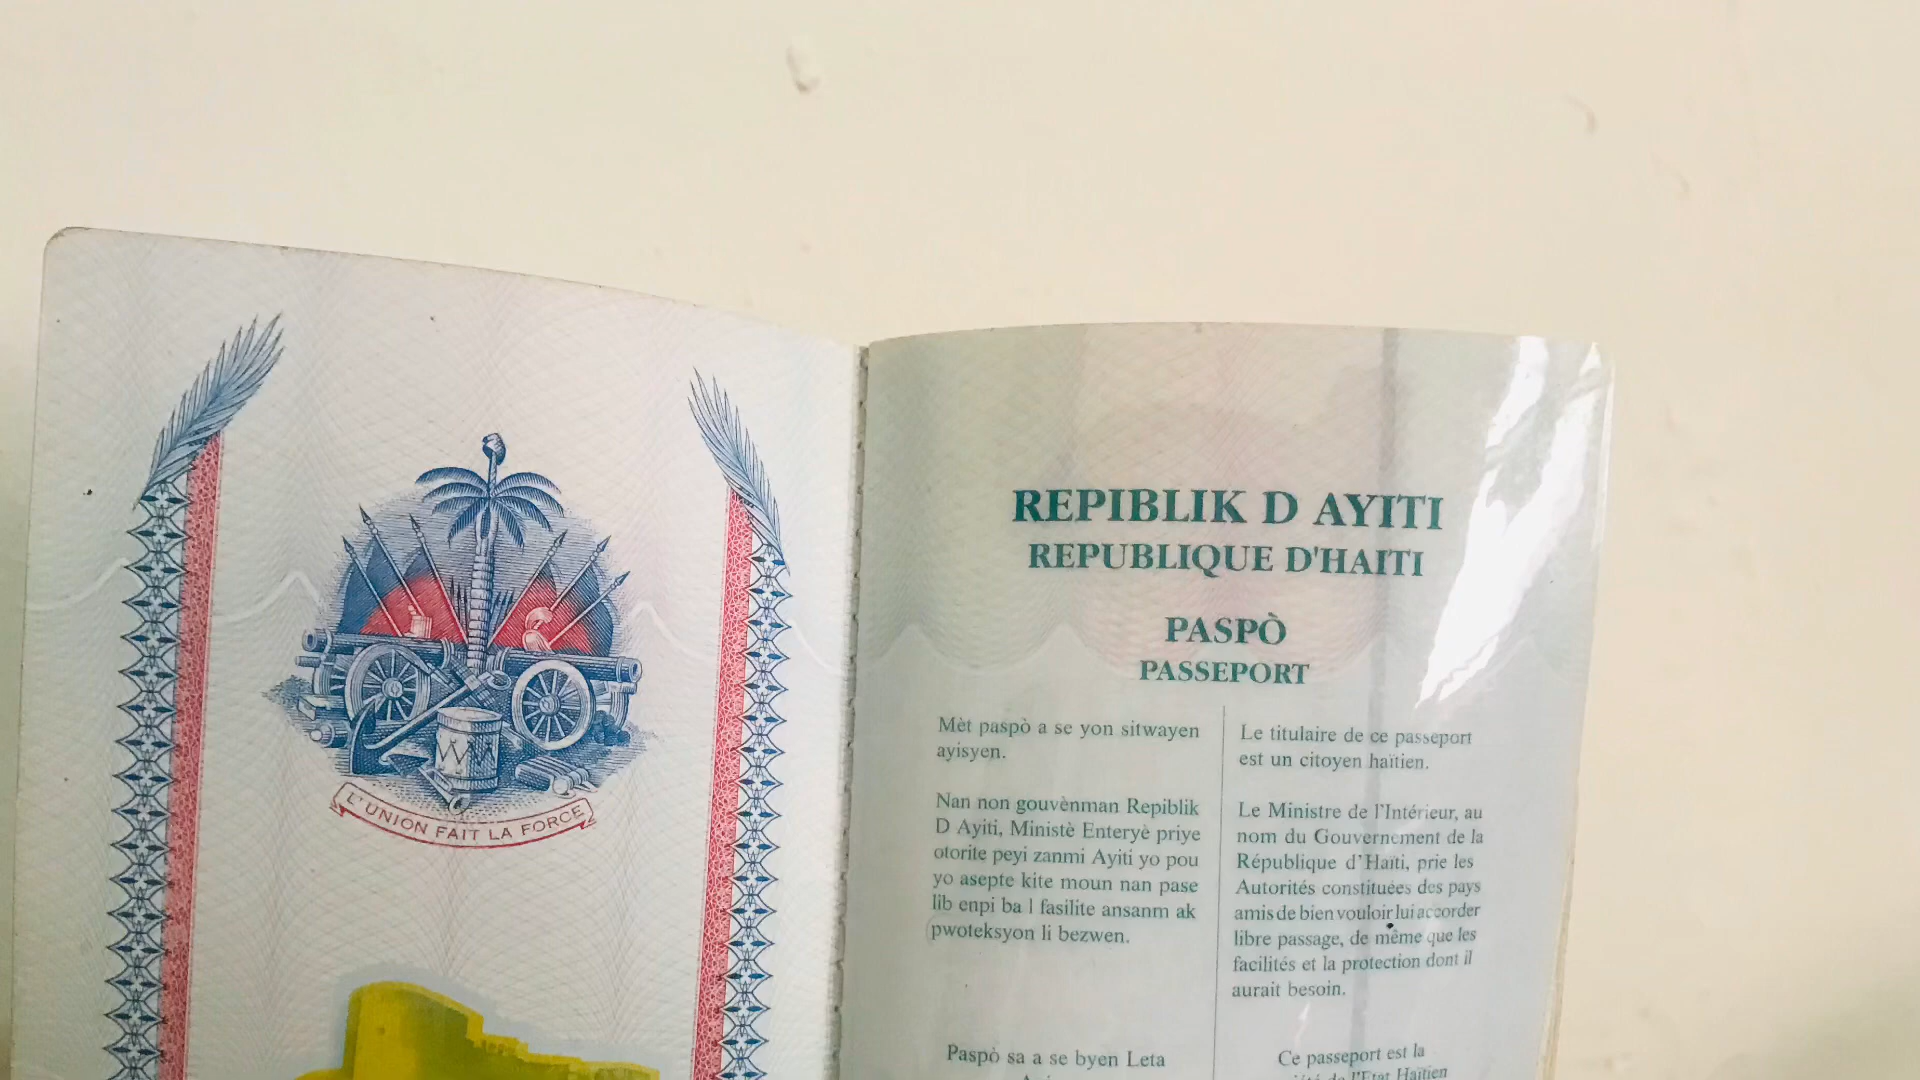 L'UNION FAIT LA FORCE
REPIBLIK D AYITI
REPUBLIQUE D'HAITI
PASPÒ
PASSEPORT
Mèt paspò a se yon sitwayen
ayisyen.
Nan non gouvènman Repiblik
D Ayiti, Ministè Enteryè priye
otorite peyi zanmi Ayiti yo pou
yo asepte kite moun nan pase
lib enpi ba l fasilite ansanm ak
pwoteksyon li bezwen.
Paspò sa a se byen Leta
Le titulaire de ce passeport
est un citoyen haïtien.
Le Ministre de l'Intérieur, au
nom du Gouvernement de la
République d'Haïti, prie les
Autorités constituées des pays
amis de bien vouloir lui accorder
libre passage, de même que les
facilités et la protection dont il
aurait besoin.
Ce passeport est la
de l'Etat Haïtien